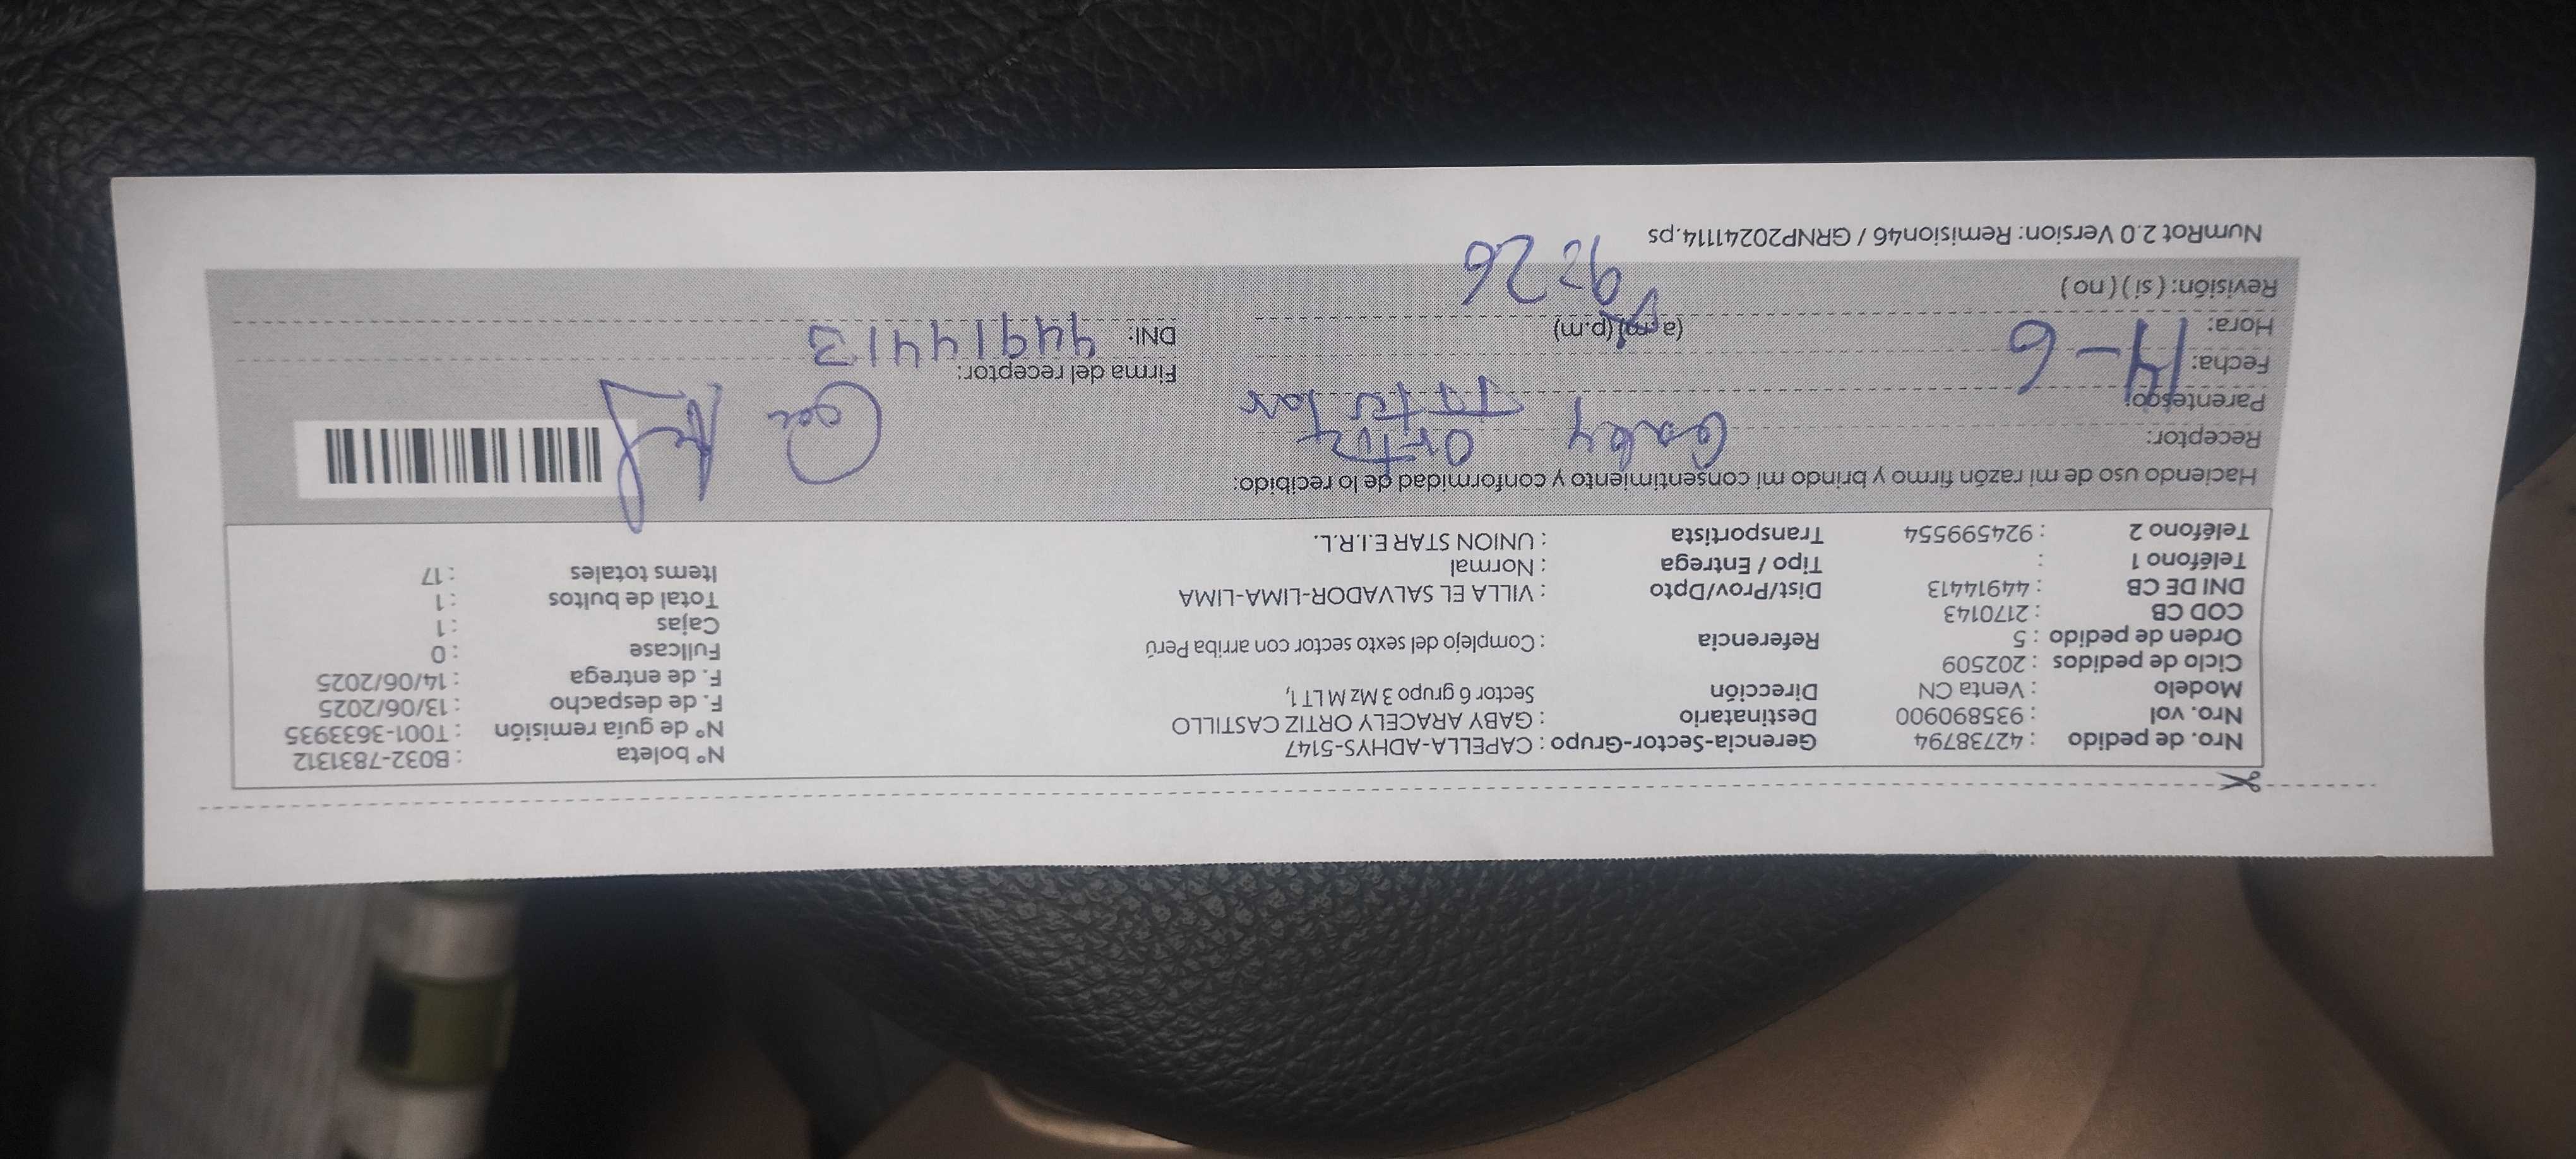 Nro. de pedido : 42738794 Gerencia-Sector-Grupo : CAPELLA-ADHYS-5147 N° boleta : B032-7831312
Nro. vol : 935890900 Destinatario : GABY ARACELY ORTIZ CASTILLO N° de guía remisión : T001-3633935
Modelo : Venta CN Dirección Sector 6 grupo 3 Mz M LT 1, F. de despacho : 13/06/2025
Ciclo de pedidos : 202509 F. de entrega : 14/06/2025
Orden de pedido : 5 Referencia : Complejo del sexto sector con arriba Perú Fullcase : 0
COD CB : 2170143 Cajas : 1
DNI DE CB : 44914413 Dist/Prov/Dpto : VILLA EL SALVADOR-LIMA-LIMA Total de bultos : 1
Teléfono 1 : Tipo / Entrega : Normal Items totales : 17
Teléfono 2 : 924599554 Transportista : UNION STAR E.I.R.L.
Haciendo uso de mi razón firmo y brindo mi consentimiento y conformidad de lo recibido:
Receptor: Gaby Ortiz
Parentesco: Titular
Fecha: 14-6 Firma del receptor:
Hora: (a.m) (p.m) DNI: 44914413
9:26
Revisión: ( si ) ( no )
NumRot 2.0 Version: Remision46 / GRNP20241114.ps